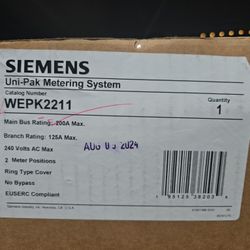 SIEMENS
Uni-Pak Metering System
Catalog Number
WEPK2211
Quantity
1
Main Bus Rating: 200A Max.
Branch Rating: 125A Max.
240 Volts AC Max
AUG 05 2024
2 Meter Positions
Ring Type Cover
No Bypass
EUSERC Compliant